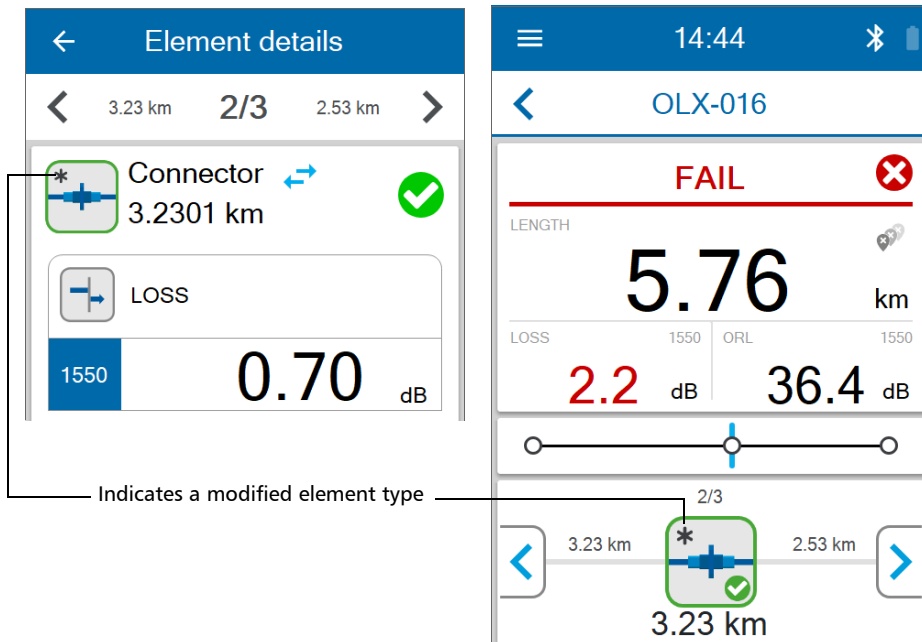 Element details
3.23 km 2/3 2.53 km
* Connector
3.2301 km
LOSS
1550 0.70 dB
14:44
OLX-016
FAIL
LENGTH
5.76 km
LOSS 1550 ORL 1550
2.2 dB 36.4 dB
Indicates a modified element type
2/3
3.23 km * 2.53 km
3.23 km